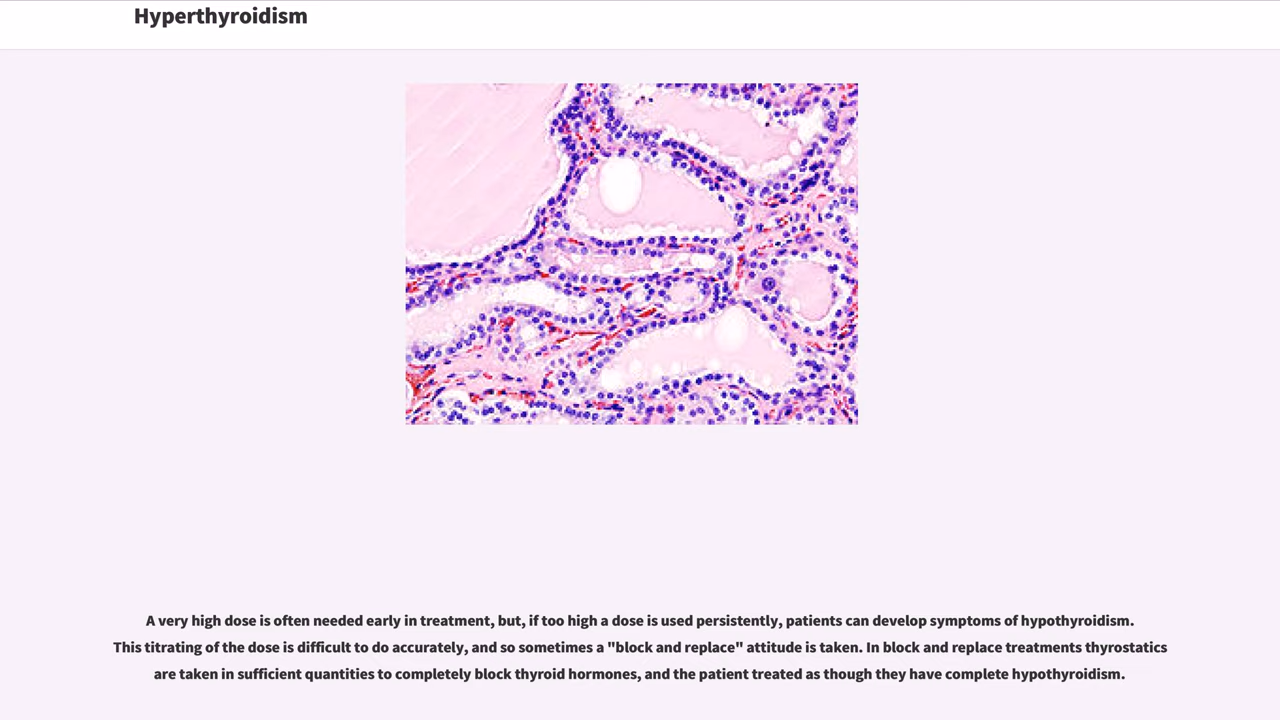 Hyperthyroidism
A very high dose is often needed early in treatment, but, if too high a dose is used persistently, patients can develop symptoms of hypothyroidism.
This titrating of the dose is difficult to do accurately, and so sometimes a "block and replace" attitude is taken. In block and replace treatments thyrostatics
are taken in sufficient quantities to completely block thyroid hormones, and the patient treated as though they have complete hypothyroidism.